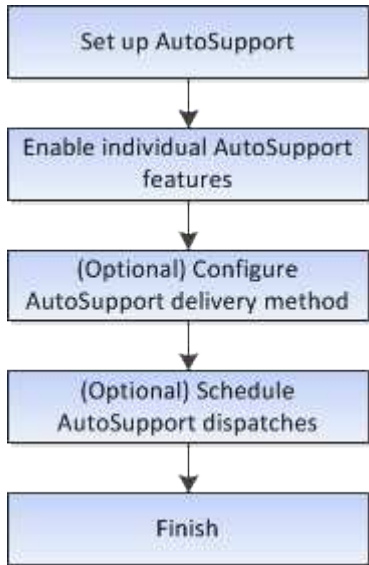 Set up AutoSupport
Enable individual AutoSupport
features
(Optional) Configure
AutoSupport delivery method
(Optional) Schedule
AutoSupport dispatches
Finish